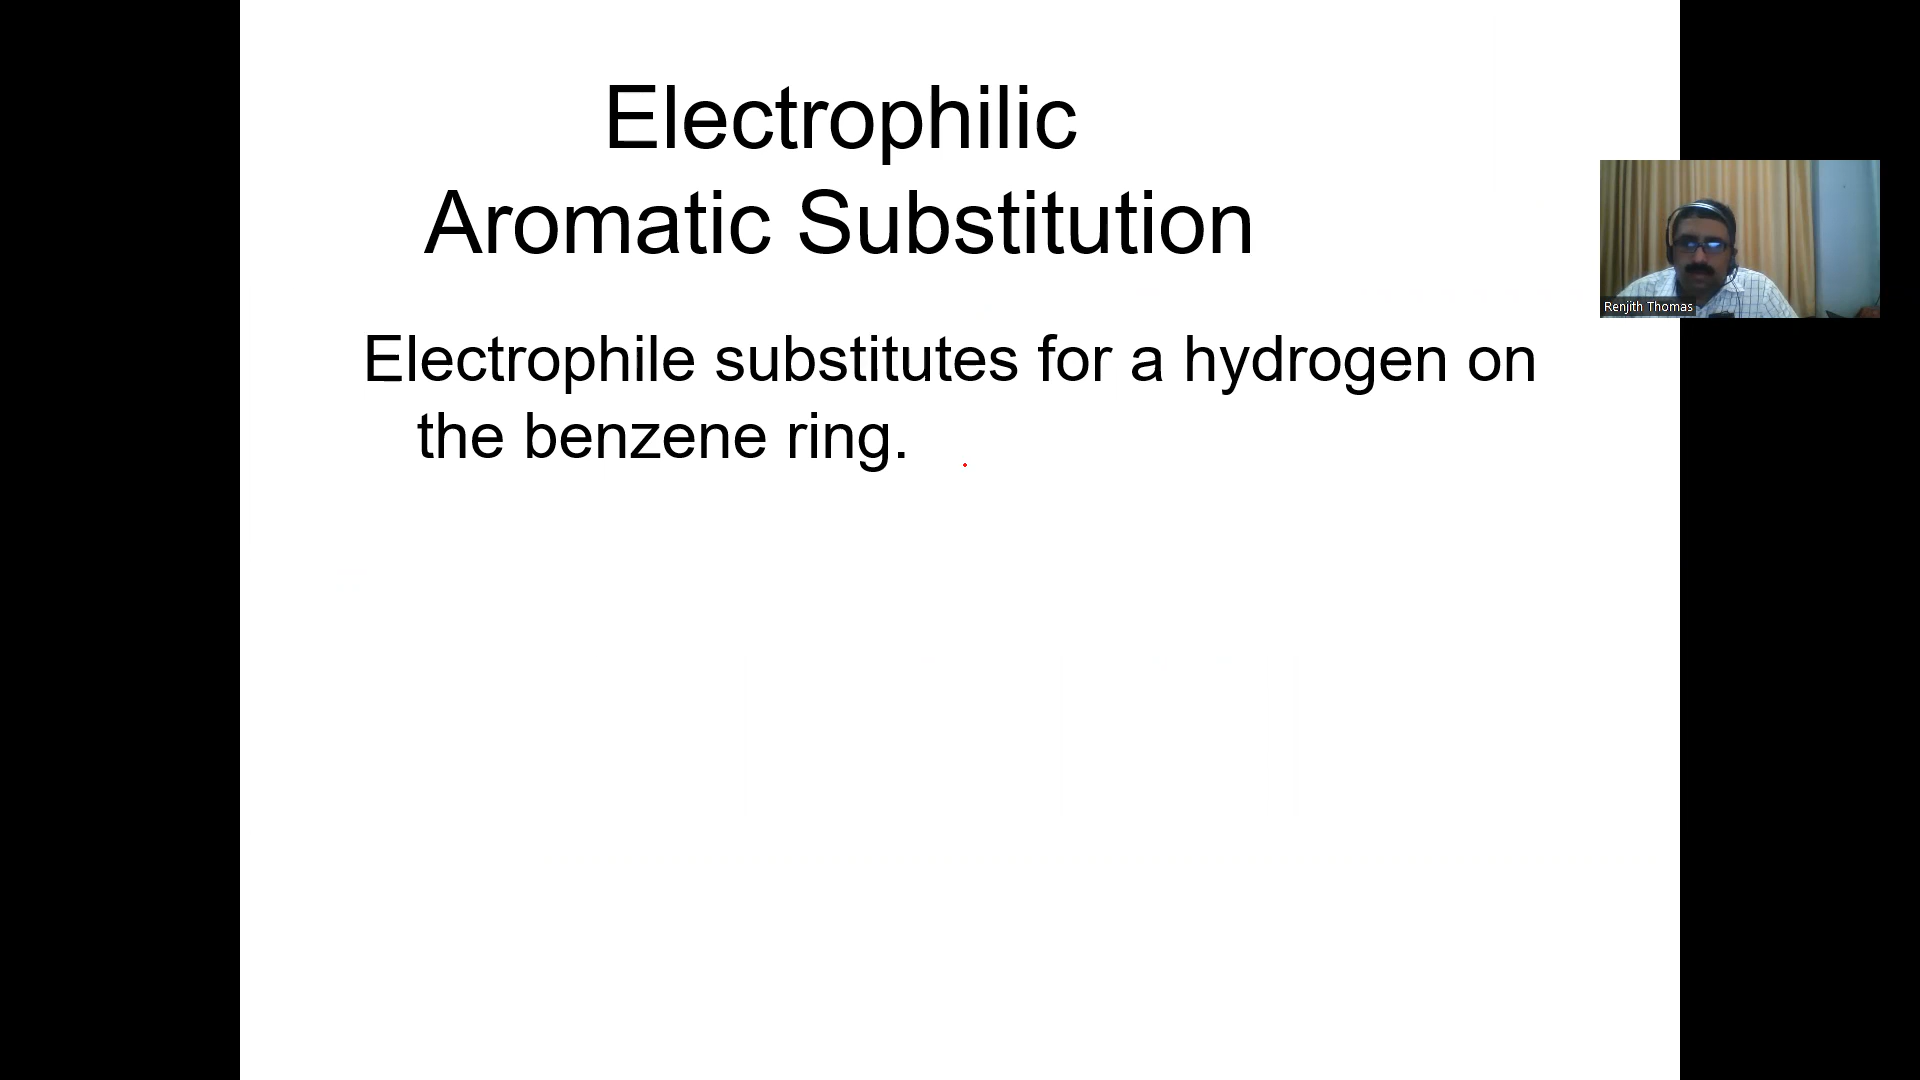 Electrophilic
Aromatic Substitution
Electrophile substitutes for a hydrogen on
the benzene ring.
Renjith Thomas